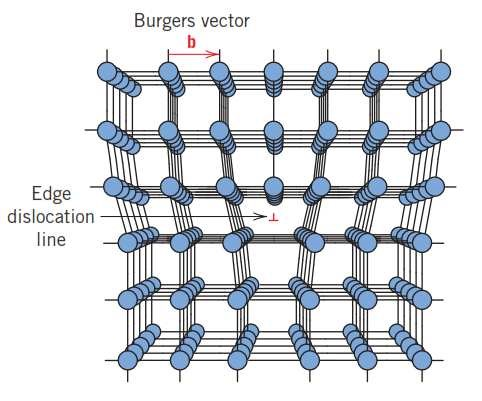 Burgers vector
b
Edge
dislocation
line
⊥